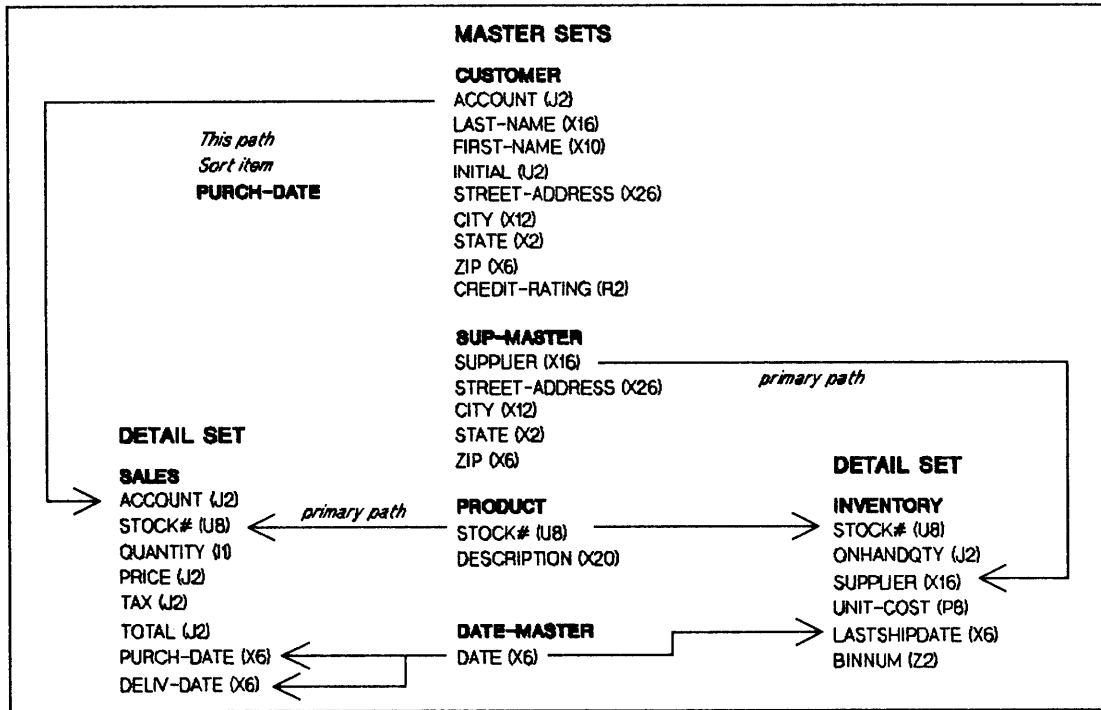 MASTER SETS
CUSTOMER
ACCOUNT (J2)
LAST-NAME (X16)
FIRST-NAME (X10)
INITIAL (U2)
STREET-ADDRESS (X26)
CITY (X12)
STATE (X2)
ZIP (X6)
CREDIT-RATING (R2)
This path
Sort item
PURCH-DATE
SUP-MASTER
SUPPLIER (X16)
STREET-ADDRESS (X26)
CITY (X12)
STATE (X2)
ZIP (X6)
primary path
DETAIL SET
SALES
ACCOUNT (J2)
STOCK# (U8)
QUANTITY (I1)
PRICE (J2)
TAX (J2)
TOTAL (J2)
PURCH-DATE (X6)
DELIV-DATE (X6)
primary path
PRODUCT
STOCK# (U8)
DESCRIPTION (X20)
DATE-MASTER
DATE (X6)
DETAIL SET
INVENTORY
STOCK# (U8)
ONHANDQTY (J2)
SUPPLIER (X16)
UNIT-COST (P8)
LASTSHIPDATE (X6)
BINNUM (Z2)